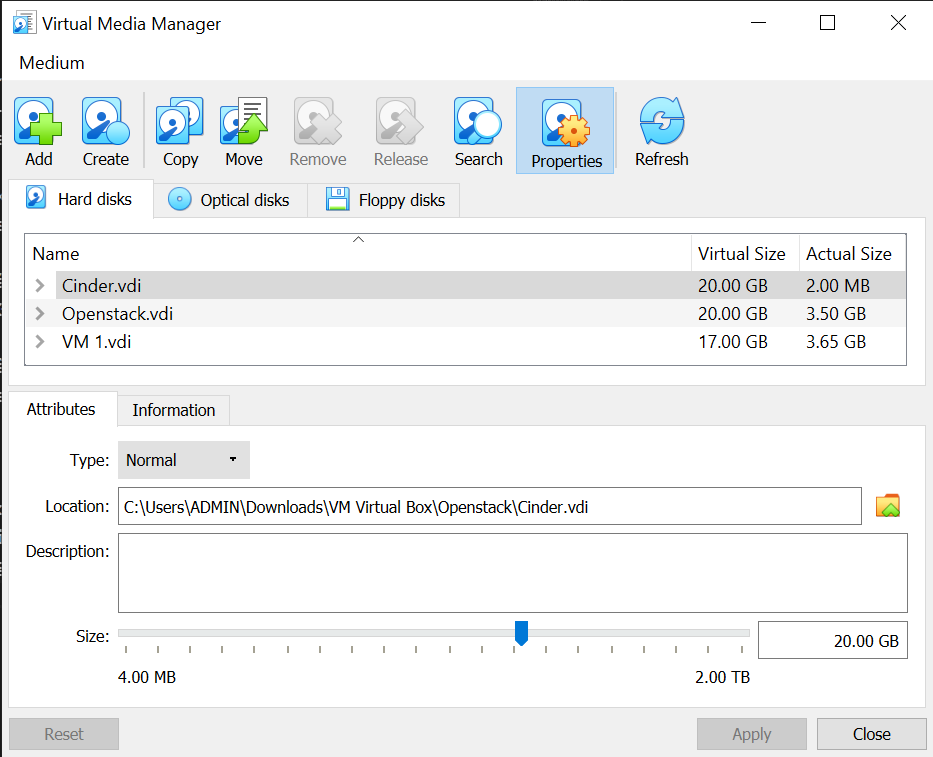 Virtual Media Manager
Medium
Add Create Copy Move Remove Release Search Properties Refresh
Hard disks Optical disks Floppy disks
Name Virtual Size Actual Size
Cinder.vdi 20.00 GB 2.00 MB
Openstack.vdi 20.00 GB 3.50 GB
VM 1.vdi 17.00 GB 3.65 GB
Attributes Information
Type: Normal
Location: C:\Users\ADMIN\Downloads\VM Virtual Box\Openstack\Cinder.vdi
Description:
Size: 20.00 GB
4.00 MB 2.00 TB
Reset Apply Close